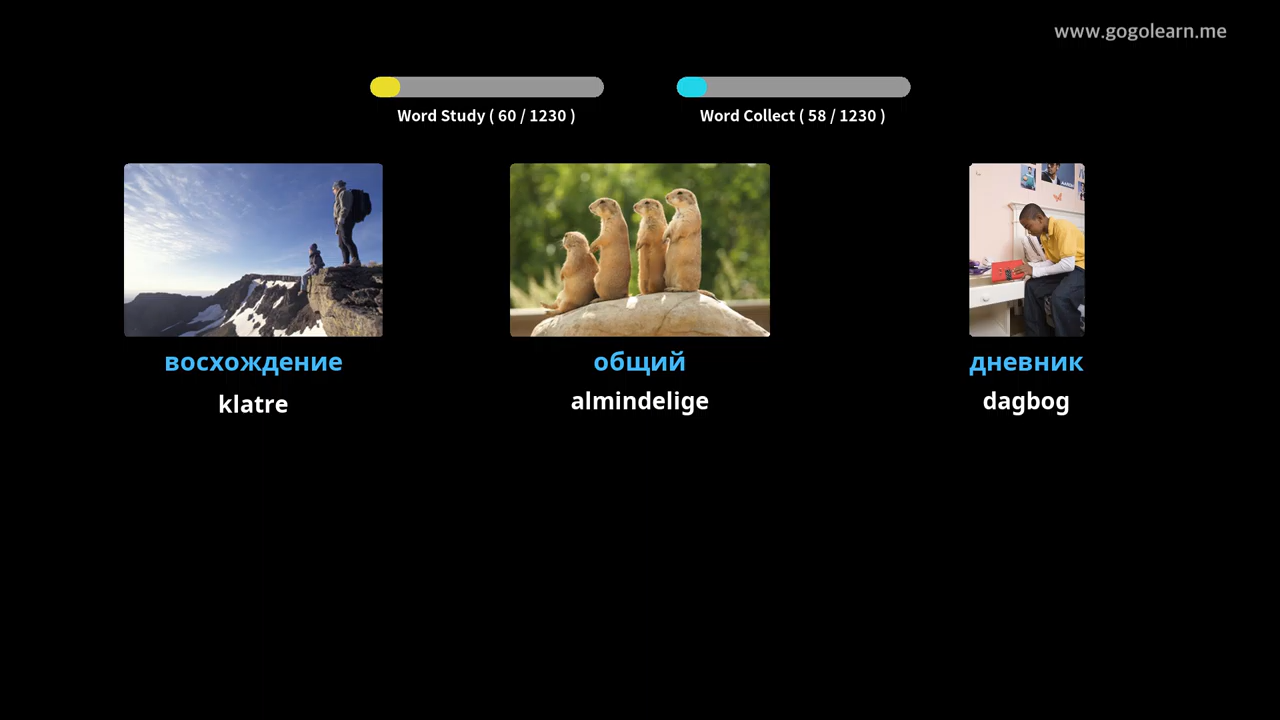 www.gogolearn.me
Word Study ( 60 / 1230 )
Word Collect ( 58 / 1230 )
восхождение
общий
дневник
klatre
almindelige
dagbog